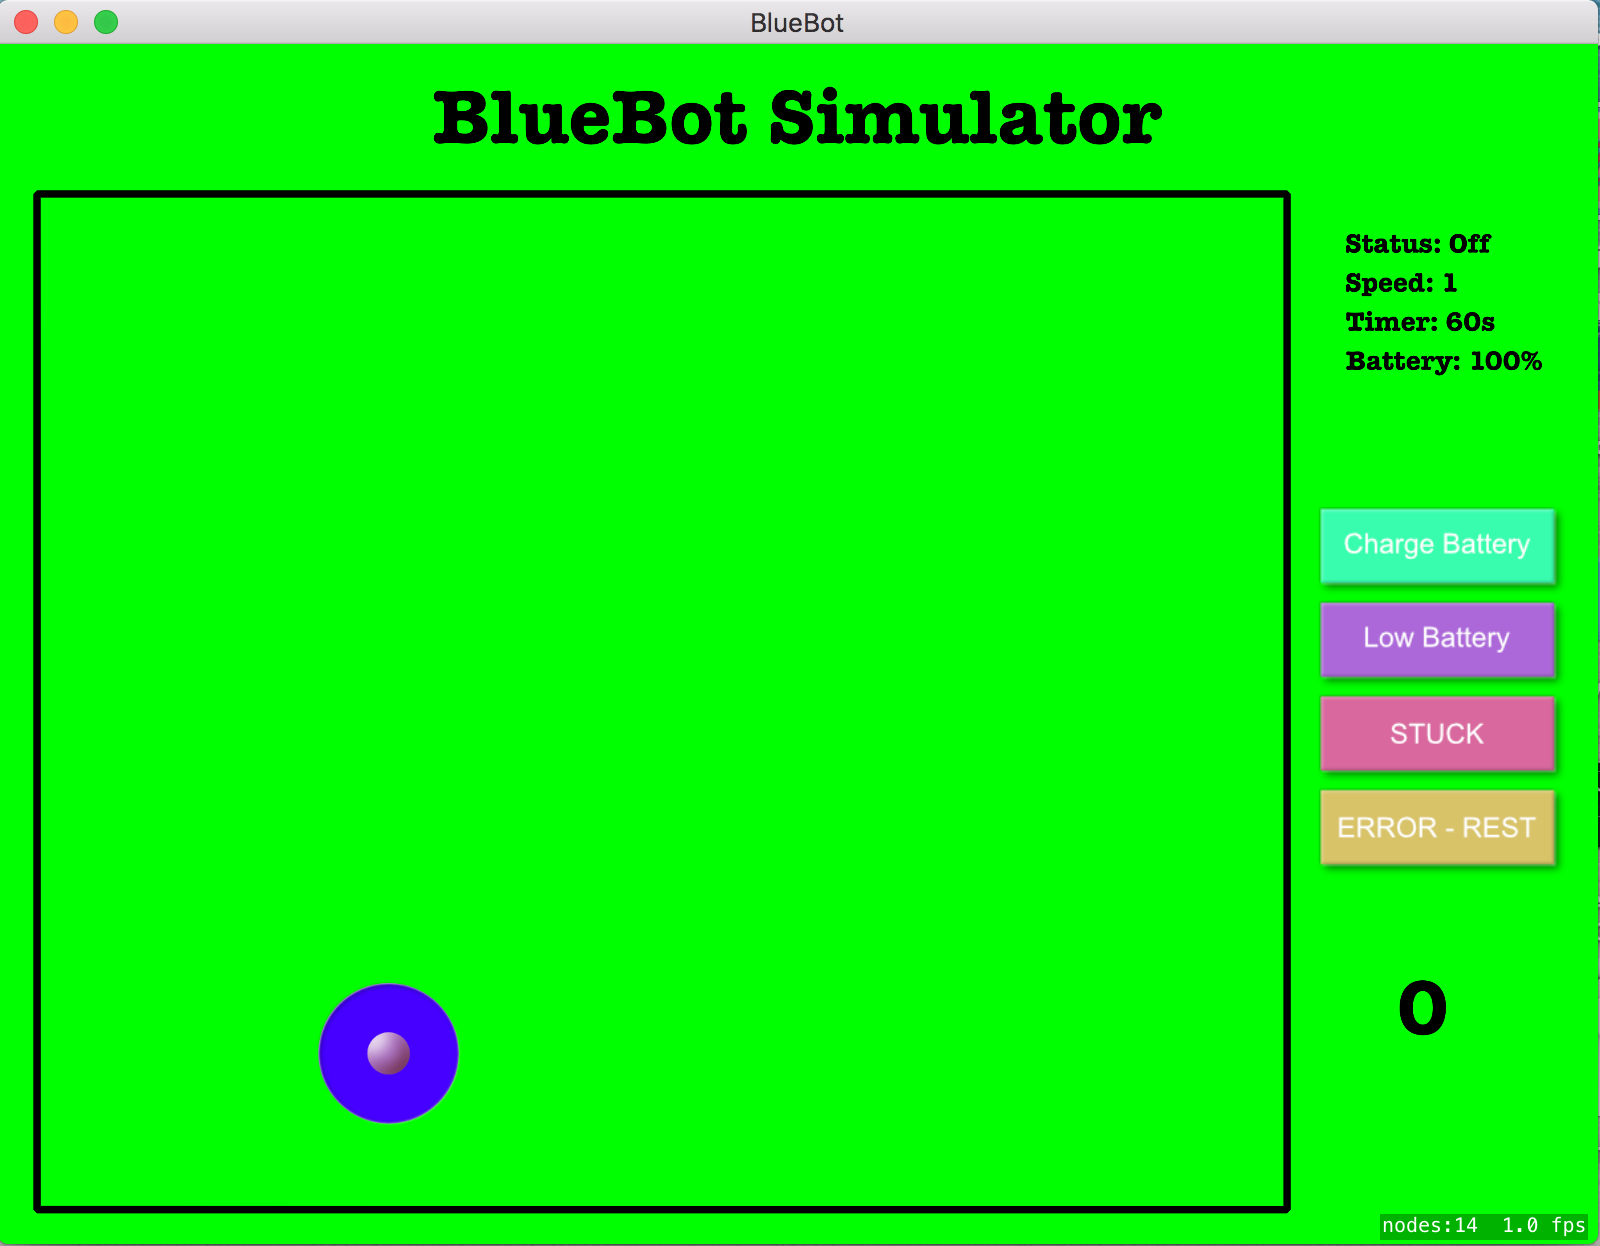 BlueBot
BlueBot Simulator
Status: Off
Speed: 1
Timer: 60s
Battery: 100%
Charge Battery
Low Battery
STUCK
ERROR - REST
0
nodes:14  1.0 fps